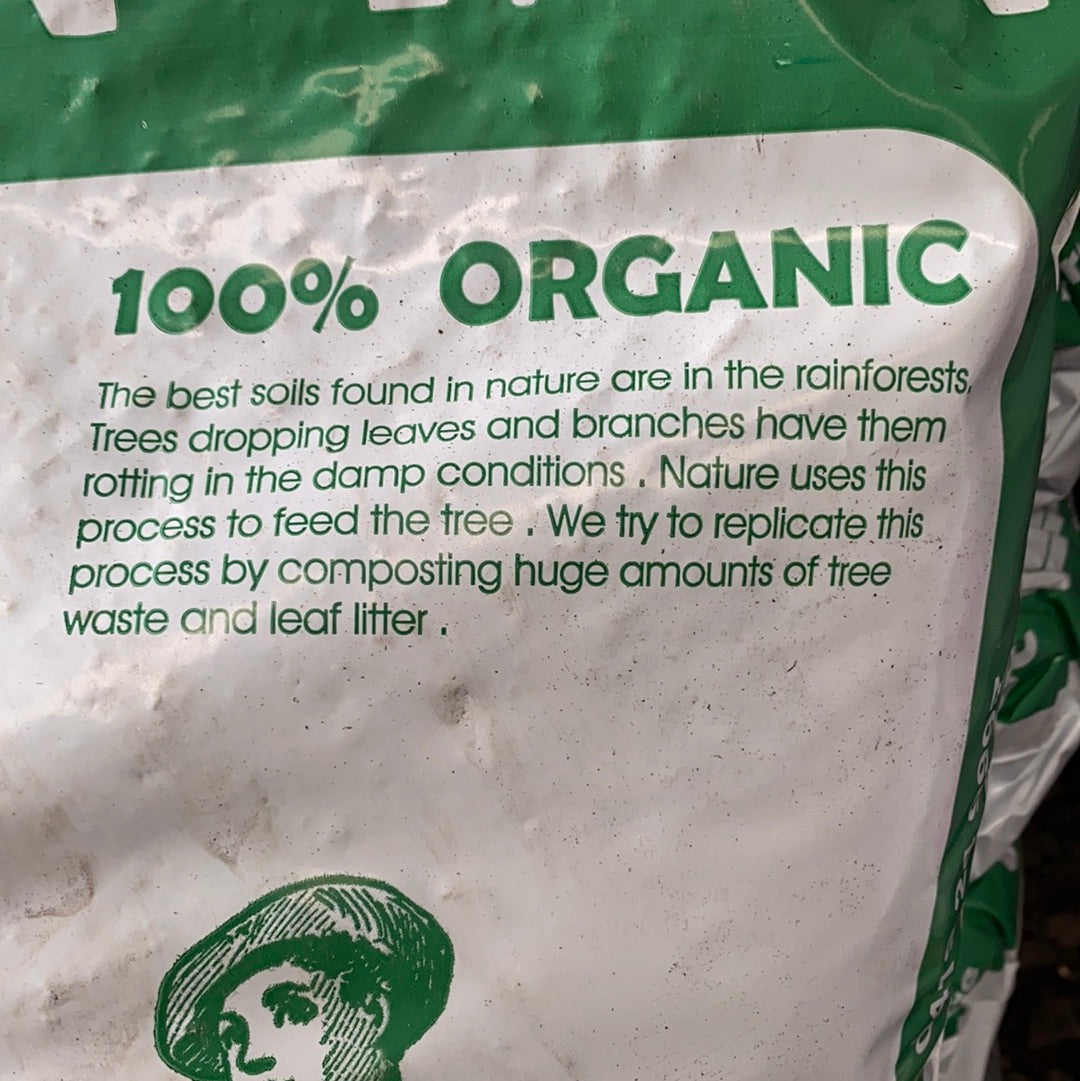 100% ORGANIC
The best soils found in nature are in the rainforests,
Trees dropping leaves and branches have them
rotting in the damp conditions . Nature uses this
process to feed the tree . We try to replicate this
process by composting huge amounts of tree
waste and leaf litter .